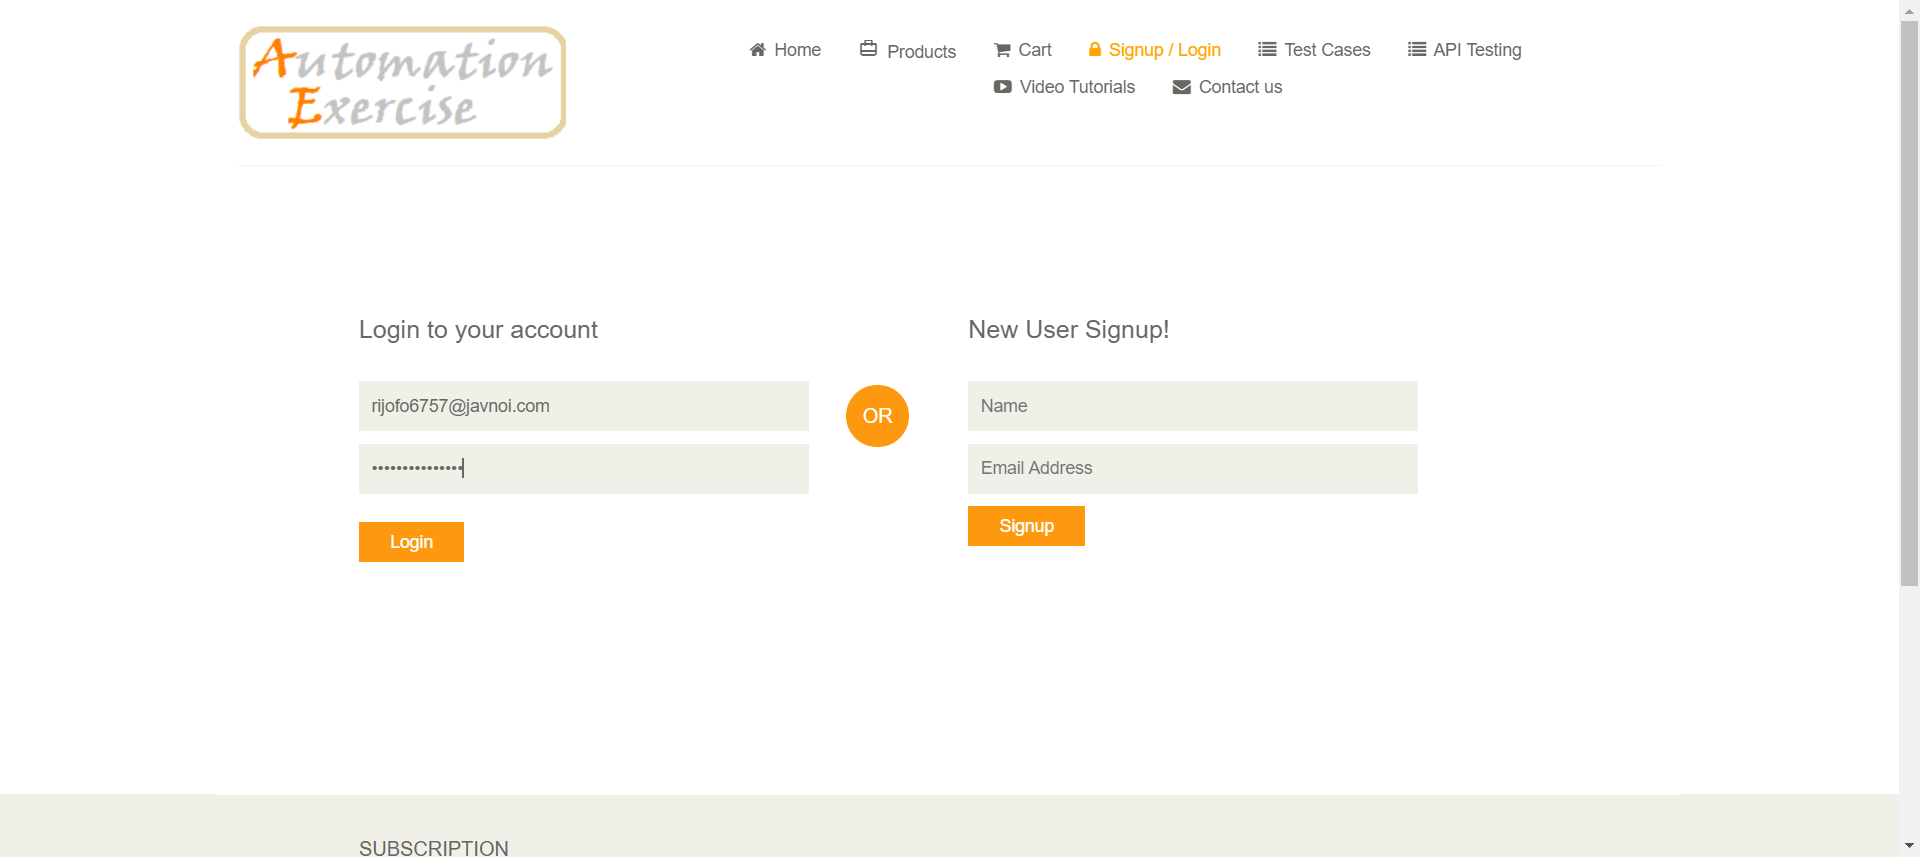 Automation
Exercise
Home Products Cart Signup / Login Test Cases API Testing
Video Tutorials Contact us
Login to your account
New User Signup!
rijofo6757@javnoi.com
OR
Name
•••••••••••••••
Email Address
Login
Signup
SUBSCRIPTION